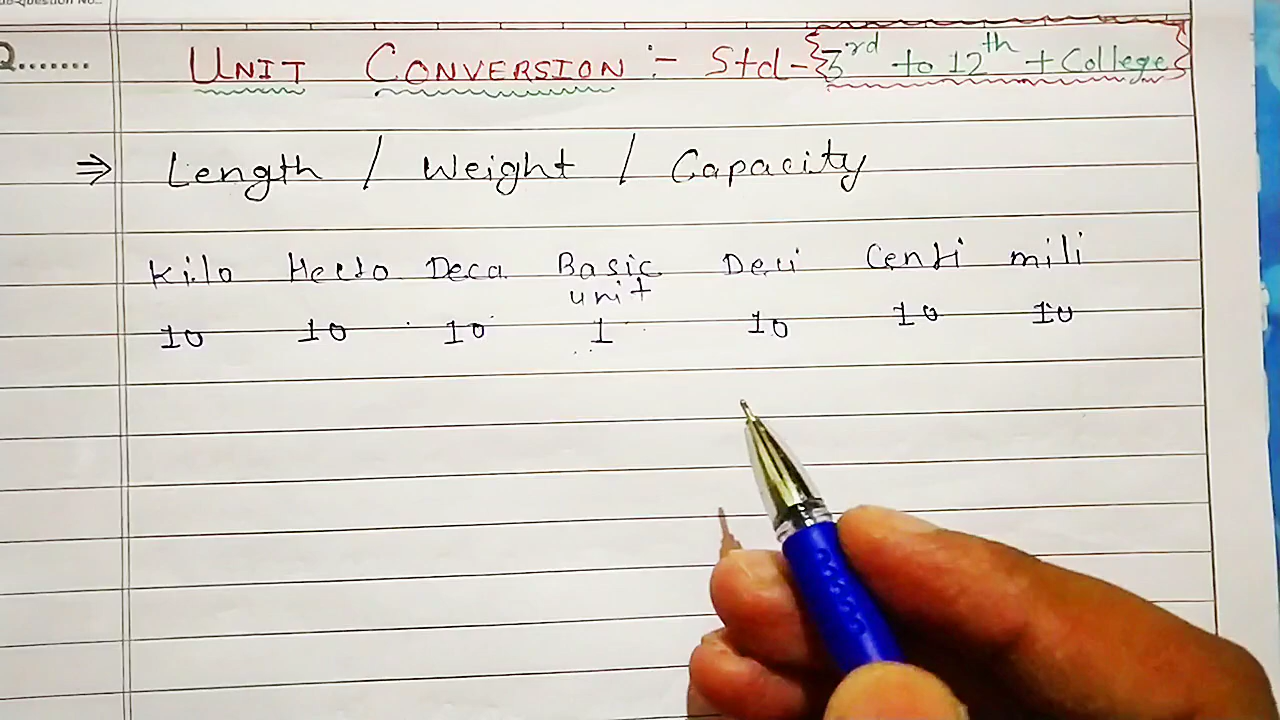 Q.......
UNIT CONVERSION :- Std-{3rd to 12th + College}
⇒ Length / Weight / Capacity
Kilo Hecto Deca Basic unit Deci Centi mili
10 10 10 1 10 10 10